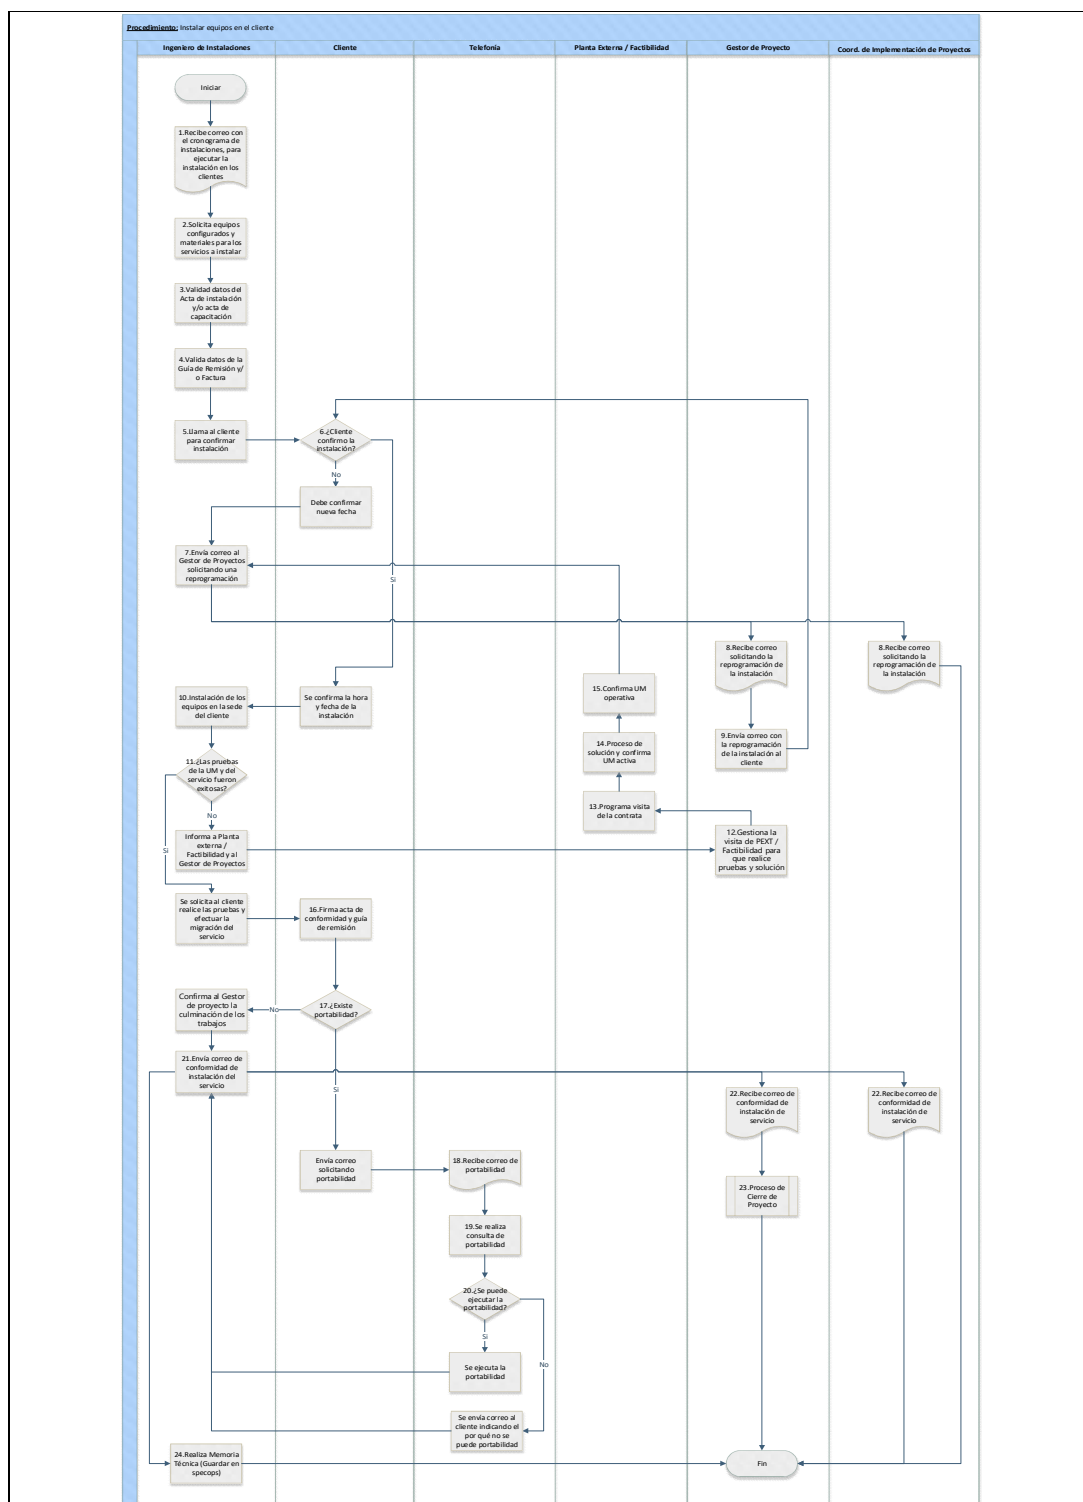 Procedimiento: Instalar equipos en el cliente
Ingeniero de Instalaciones
Cliente
Telefonía
Planta Externa / Factibilidad
Gestor de Proyecto
Coord. de Implementación de Proyectos
Iniciar
1.Recibe correo con
el cronograma de
instalaciones, para
ejecutar la
instalación en los
clientes
2.Solicita equipos
configurados y
materiales para los
servicios a instalar
3.Validad datos del
Acta de instalación
y/o acta de
capacitación
4.Valida datos de la
Guía de Remisión y/
o Factura
5.Llama al cliente
para confirmar
instalación
6.¿Cliente
confirmo la
instalación?
No
Debe confirmar
nueva fecha
7.Envía correo al
Gestor de Proyectos
solicitando una
reprogramación
Si
8.Recibe correo
solicitando la
reprogramación de
la instalación
8.Recibe correo
solicitando la
reprogramación de
la instalación
15.Confirma UM
operativa
10.Instalación de los
equipos en la sede
del cliente
Se confirma la hora
y fecha de la
instalación
14.Proceso de
solución y confirma
UM activa
9.Envía correo con
la reprogramación
de la instalación al
cliente
11.¿Las pruebas
de la UM y del
servicio fueron
exitosas?
No
13.Programa visita
de la contrata
Informa a Planta
externa /
Factibilidad y al
Gestor de Proyectos
Si
12.Gestiona la
visita de PEXT /
Factibilidad para
que realice
pruebas y solución
Se solicita al cliente
realice las pruebas y
efectuar la
migración del
servicio
16.Firma acta de
conformidad y guía
de remisión
Confirma al Gestor
de proyecto la
culminación de los
trabajos
No
17.¿Existe
portabilidad?
21.Envía correo de
conformidad de
instalación del
servicio
Si
22.Recibe correo de
conformidad de
instalación de
servicio
22.Recibe correo de
conformidad de
instalación de
servicio
Envía correo
solicitando
portabilidad
18.Recibe correo de
portabilidad
23.Proceso de
Cierre de
Proyecto
19.Se realiza
consulta de
portabilidad
20.¿Se puede
ejecutar la
portabilidad?
Si
No
Se ejecuta la
portabilidad
Se envía correo al
cliente indicando el
por qué no se
puede portabilidad
24.Realiza Memoria
Técnica (Guardar en
specops)
Fin